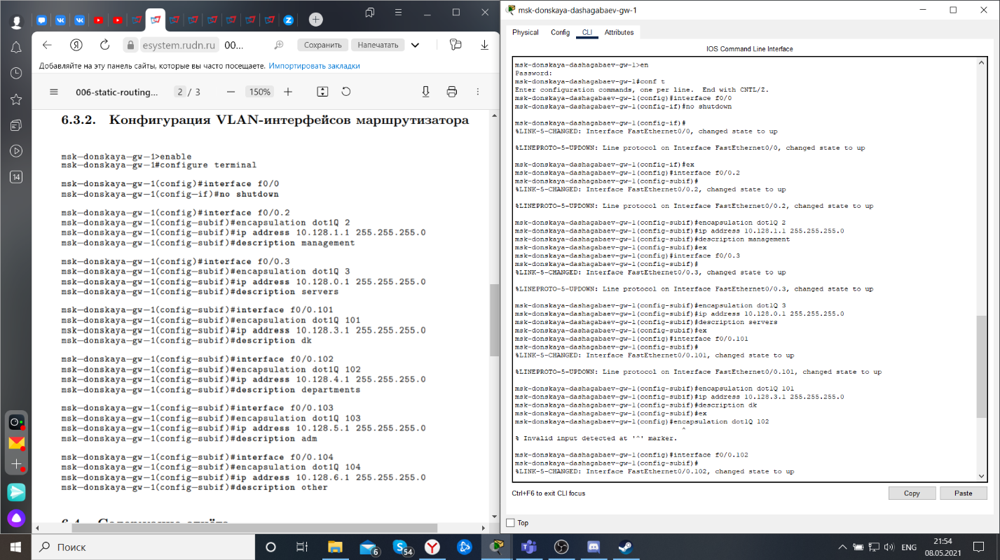 esystem.rudn.ru
00...
Сохранить
Напечатать
Добавляйте на эту панель сайты, которые вы часто посещаете. Импортировать закладки
006-static-routing...
2 / 3
150%
6.3.2. Конфигурация VLAN-интерфейсов маршрутизатора
msk-donskaya-gw-1>enable
msk-donskaya-gw-1#configure terminal
msk-donskaya-gw-1(config)#interface f0/0
msk-donskaya-gw-1(config-if)#no shutdown
msk-donskaya-gw-1(config)#interface f0/0.2
msk-donskaya-gw-1(config-subif)#encapsulation dot1Q 2
msk-donskaya-gw-1(config-subif)#ip address 10.128.1.1 255.255.255.0
msk-donskaya-gw-1(config-subif)#description management
msk-donskaya-gw-1(config)#interface f0/0.3
msk-donskaya-gw-1(config-subif)#encapsulation dot1Q 3
msk-donskaya-gw-1(config-subif)#ip address 10.128.0.1 255.255.255.0
msk-donskaya-gw-1(config-subif)#description servers
msk-donskaya-gw-1(config-subif)#interface f0/0.101
msk-donskaya-gw-1(config-subif)#encapsulation dot1Q 101
msk-donskaya-gw-1(config-subif)#ip address 10.128.3.1 255.255.255.0
msk-donskaya-gw-1(config-subif)#description dk
msk-donskaya-gw-1(config-subif)#interface f0/0.102
msk-donskaya-gw-1(config-subif)#encapsulation dot1Q 102
msk-donskaya-gw-1(config-subif)#ip address 10.128.4.1 255.255.255.0
msk-donskaya-gw-1(config-subif)#description departments
msk-donskaya-gw-1(config-subif)#interface f0/0.103
msk-donskaya-gw-1(config-subif)#encapsulation dot1Q 103
msk-donskaya-gw-1(config-subif)#ip address 10.128.5.1 255.255.255.0
msk-donskaya-gw-1(config-subif)#description adm
msk-donskaya-gw-1(config-subif)#interface f0/0.104
msk-donskaya-gw-1(config-subif)#encapsulation dot1Q 104
msk-donskaya-gw-1(config-subif)#ip address 10.128.6.1 255.255.255.0
msk-donskaya-gw-1(config-subif)#description other
14
msk-donskaya-dashagabaev-gw-1
Physical
Config
CLI
Attributes
IOS Command Line Interface
msk-donskaya-dashagabaev-gw-1>en
Password:
msk-donskaya-dashagabaev-gw-1#conf t
Enter configuration commands, one per line. End with CNTL/Z.
msk-donskaya-dashagabaev-gw-1(config)#interface f0/0
msk-donskaya-dashagabaev-gw-1(config-if)#no shutdown
msk-donskaya-dashagabaev-gw-1(config-if)#
%LINK-5-CHANGED: Interface FastEthernet0/0, changed state to up
%LINEPROTO-5-UPDOWN: Line protocol on Interface FastEthernet0/0, changed state to up
msk-donskaya-dashagabaev-gw-1(config-if)#ex
msk-donskaya-dashagabaev-gw-1(config)#interface f0/0.2
msk-donskaya-dashagabaev-gw-1(config-subif)#
%LINK-5-CHANGED: Interface FastEthernet0/0.2, changed state to up
%LINEPROTO-5-UPDOWN: Line protocol on Interface FastEthernet0/0.2, changed state to up
msk-donskaya-dashagabaev-gw-1(config-subif)#encapsulation dot1Q 2
msk-donskaya-dashagabaev-gw-1(config-subif)#ip address 10.128.1.1 255.255.255.0
msk-donskaya-dashagabaev-gw-1(config-subif)#description management
msk-donskaya-dashagabaev-gw-1(config-subif)#ex
msk-donskaya-dashagabaev-gw-1(config)#interface f0/0.3
msk-donskaya-dashagabaev-gw-1(config-subif)#
%LINK-5-CHANGED: Interface FastEthernet0/0.3, changed state to up
%LINEPROTO-5-UPDOWN: Line protocol on Interface FastEthernet0/0.3, changed state to up
msk-donskaya-dashagabaev-gw-1(config-subif)#encapsulation dot1Q 3
msk-donskaya-dashagabaev-gw-1(config-subif)#ip address 10.128.0.1 255.255.255.0
msk-donskaya-dashagabaev-gw-1(config-subif)#description servers
msk-donskaya-dashagabaev-gw-1(config-subif)#ex
msk-donskaya-dashagabaev-gw-1(config)#interface f0/0.101
msk-donskaya-dashagabaev-gw-1(config-subif)#
%LINK-5-CHANGED: Interface FastEthernet0/0.101, changed state to up
%LINEPROTO-5-UPDOWN: Line protocol on Interface FastEthernet0/0.101, changed state to up
msk-donskaya-dashagabaev-gw-1(config-subif)#encapsulation dot1Q 101
msk-donskaya-dashagabaev-gw-1(config-subif)#ip address 10.128.3.1 255.255.255.0
msk-donskaya-dashagabaev-gw-1(config-subif)#description dk
msk-donskaya-dashagabaev-gw-1(config-subif)#ex
msk-donskaya-dashagabaev-gw-1(config)#encapsulation dot1Q 102
^
% Invalid input detected at '^' marker.
msk-donskaya-dashagabaev-gw-1(config)#interface f0/0.102
msk-donskaya-dashagabaev-gw-1(config-subif)#
%LINK-5-CHANGED: Interface FastEthernet0/0.102, changed state to up
Ctrl+F6 to exit CLI focus
Copy
Paste
Top
Поиск
6
54
ENG
21:54
08.05.2021